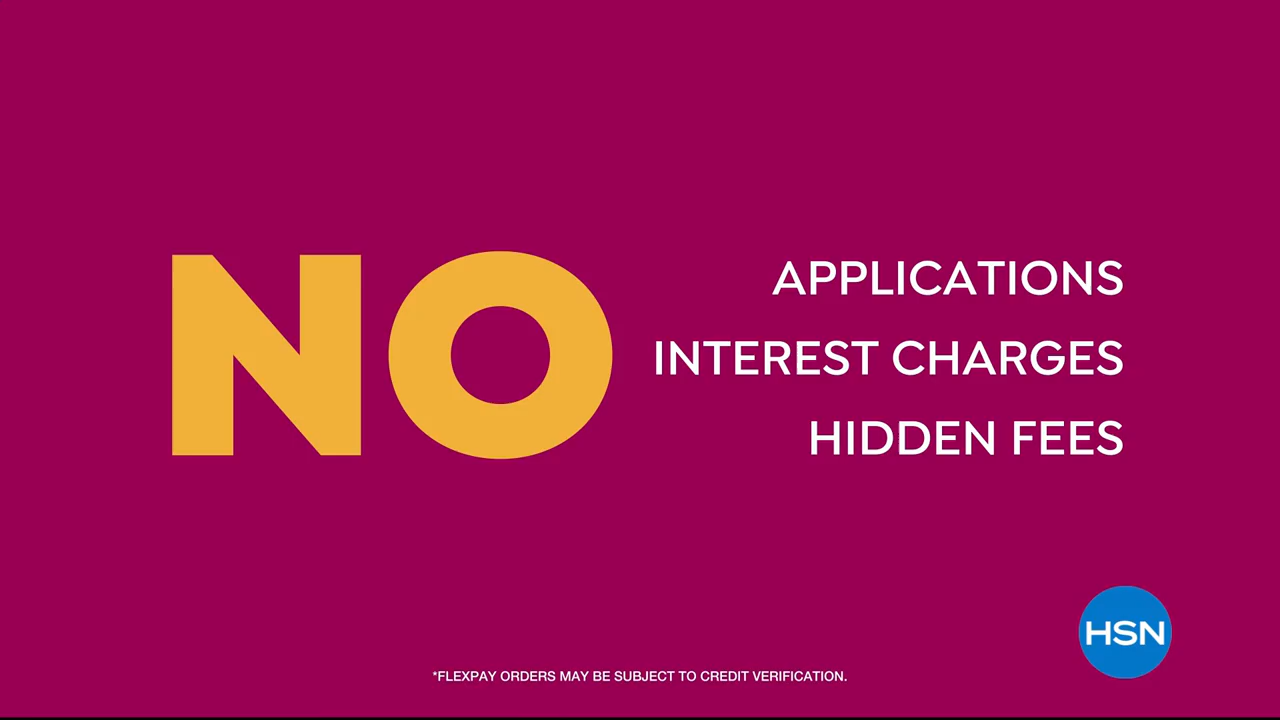 NO
APPLICATIONS
INTEREST CHARGES
HIDDEN FEES
HSN
*FLEXPAY ORDERS MAY BE SUBJECT TO CREDIT VERIFICATION.